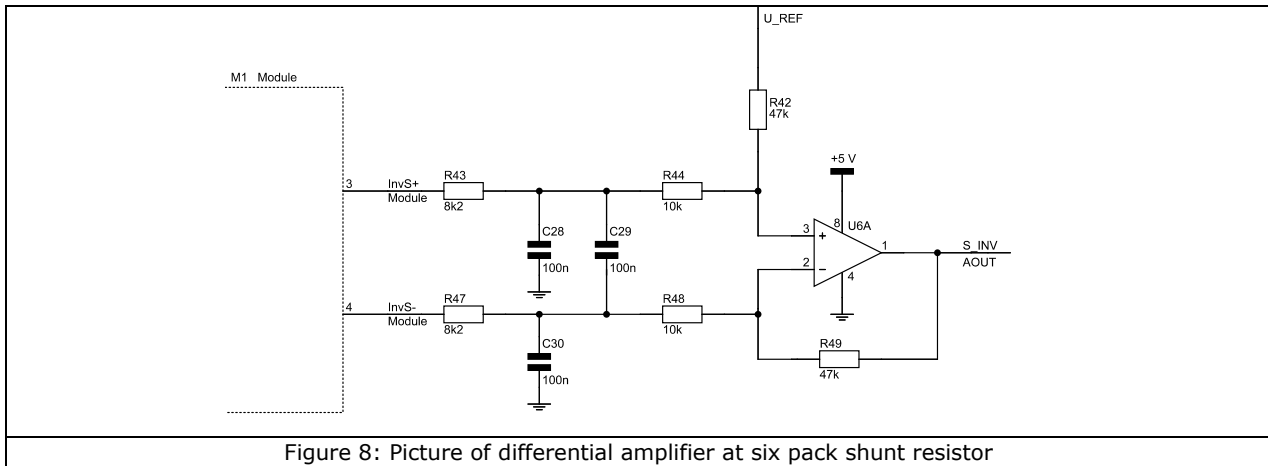 U_REF
M1 Module
R42
47k
+5 V
3
InvS+
Module
R43
8k2
R44
10k
8
U6A
3
+
2
−
1
S_INV
AOUT
4
C28
100n
C29
100n
4
InvS-
Module
R47
8k2
R48
10k
C30
100n
R49
47k
Figure 8: Picture of differential amplifier at six pack shunt resistor